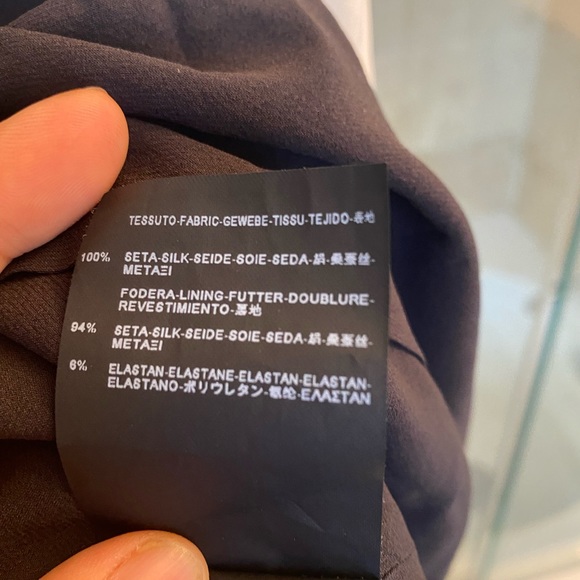 TESSUTO-FABRIC-GEWEBE-TISSU-TEJIDO-表地
100% SETA-SILK-SEIDE-SOIE-SEDA-絹-桑蚕丝-
ΜΕΤΑΞΙ
FODERA-LINING-FUTTER-DOUBLURE-
REVESTIMIENTO-裏地
94% SETA-SILK-SEIDE-SOIE-SEDA-絹-桑蚕丝-
ΜΕΤΑΞΙ
6% ELASTAN-ELASTANE-ELASTAN-ELASTAN-
ELASTANO-ポリウレタン-氨纶-ΕΛΑΣΤΑΝ